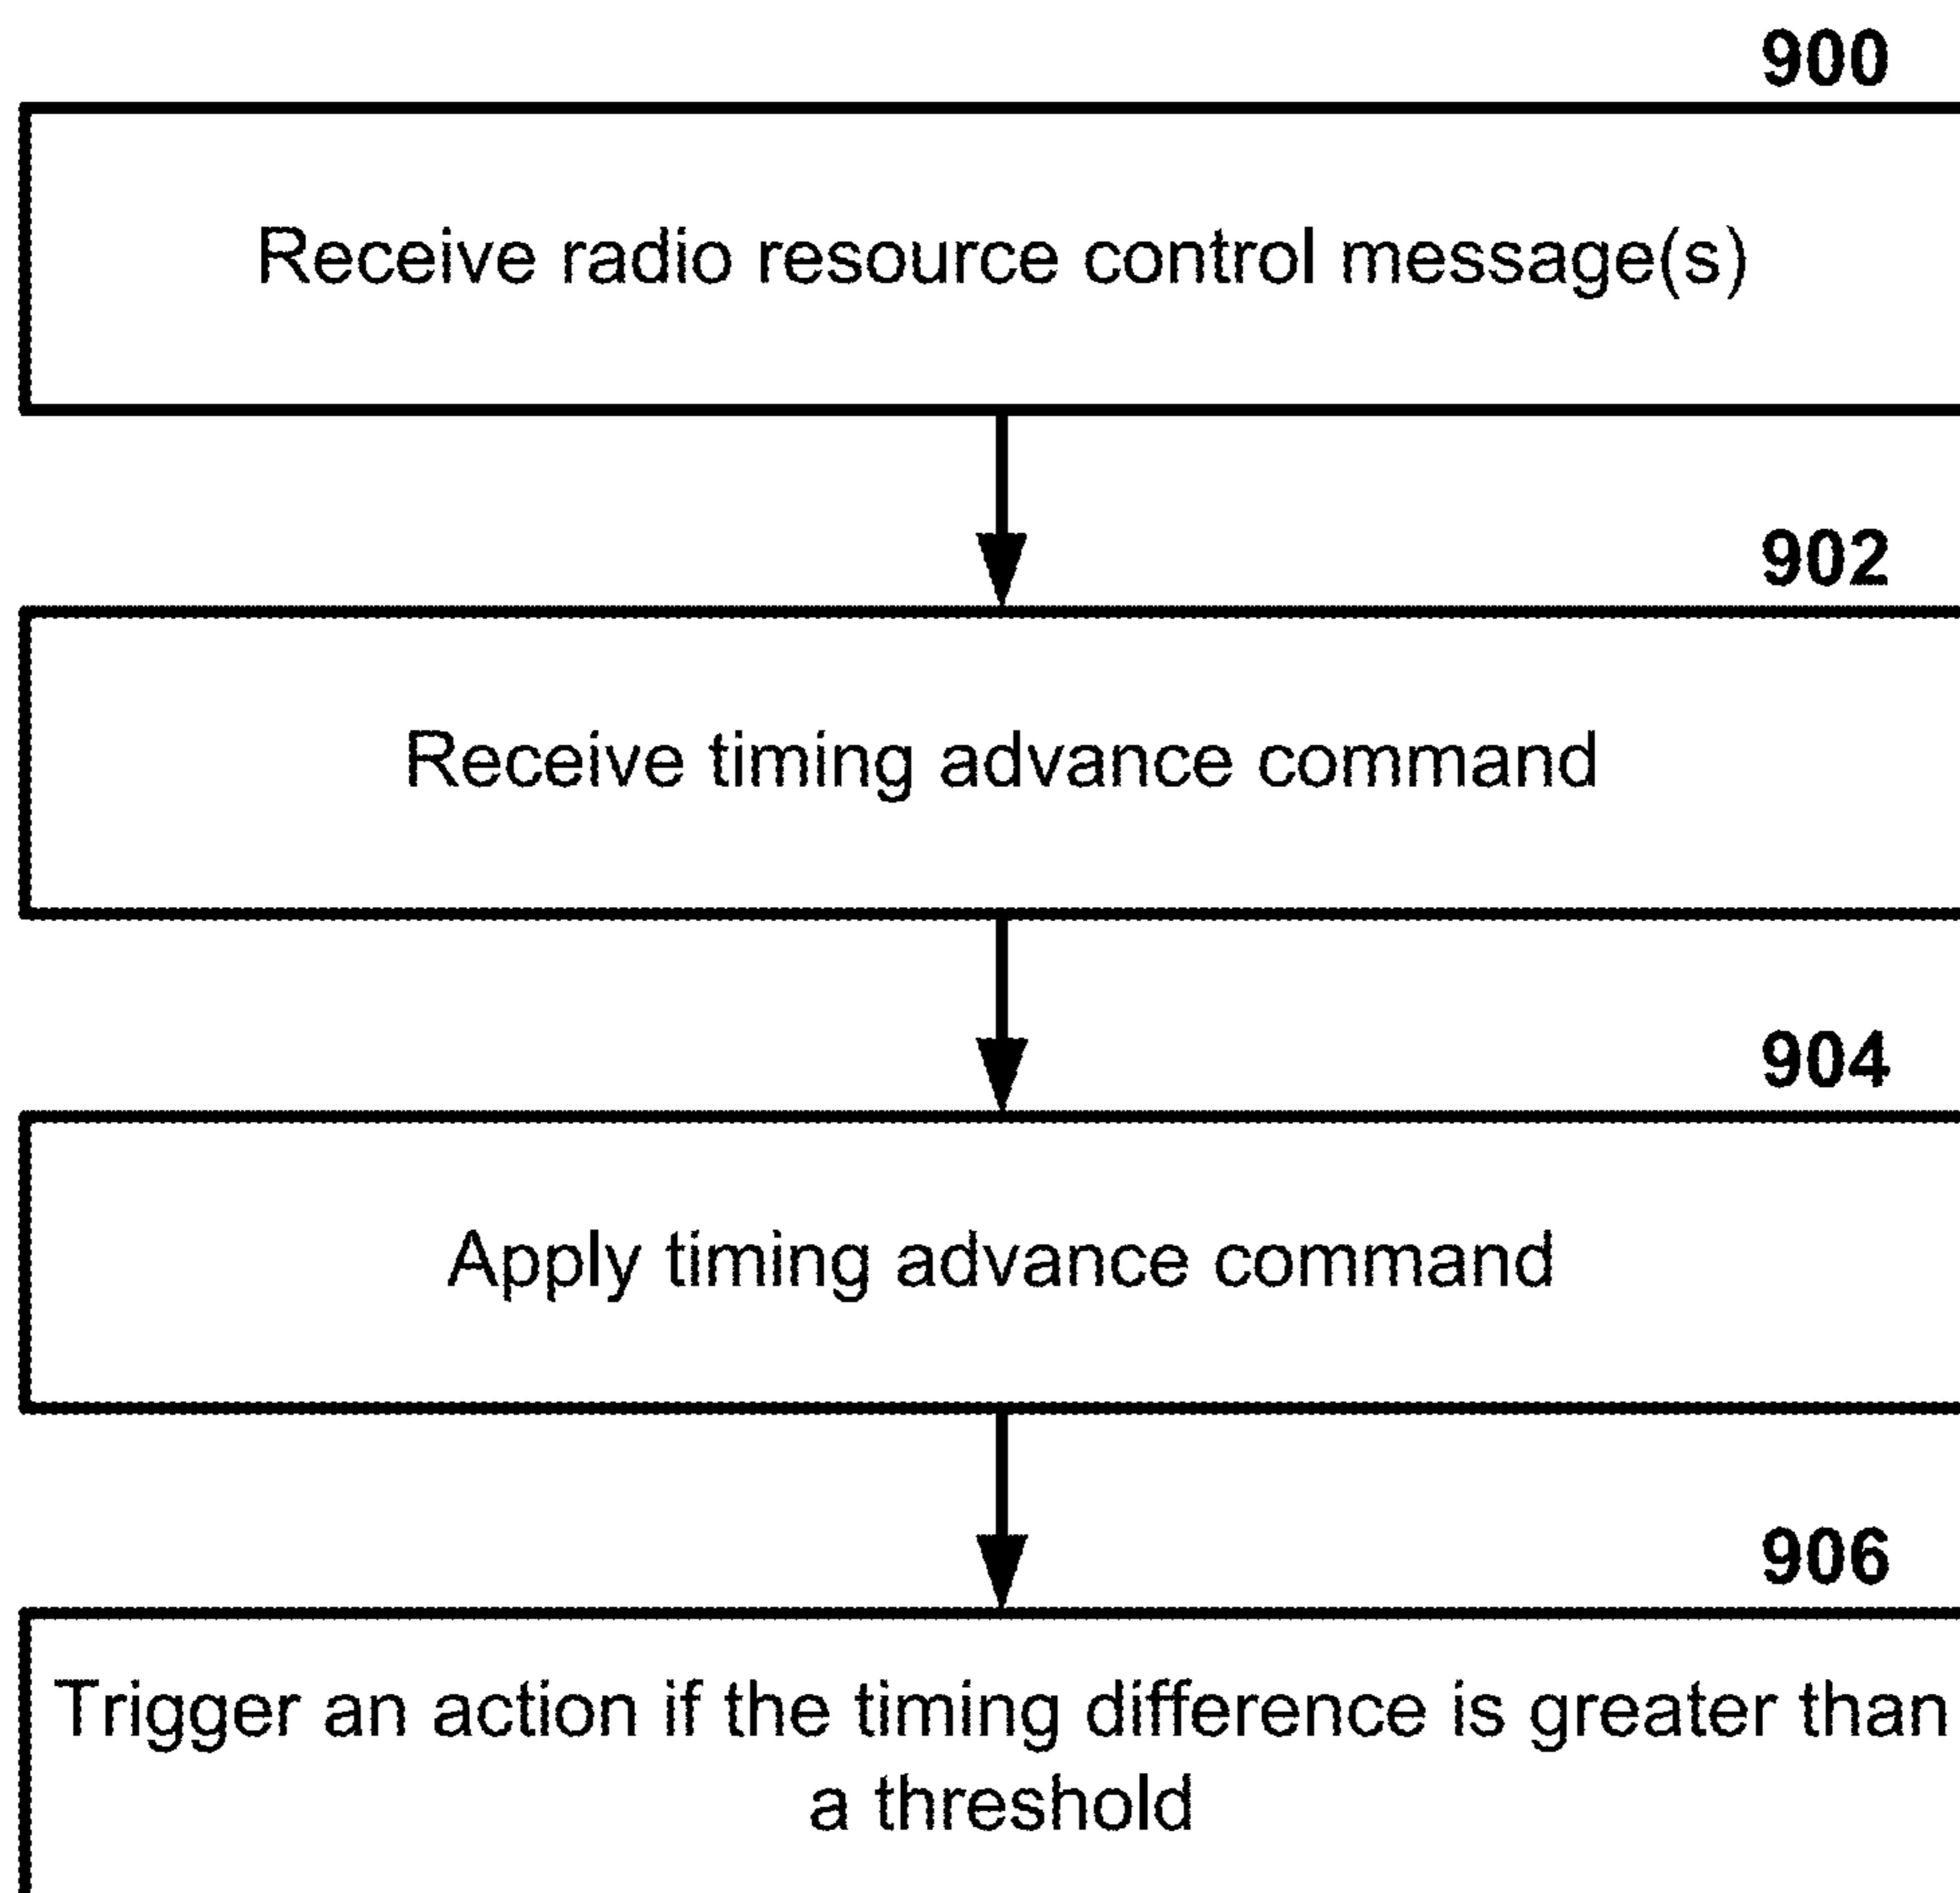 900
Receive radio resource control message(s)
902
Receive timing advance command
904
Apply timing advance command
906
Trigger an action if the timing difference is greater than
a threshold